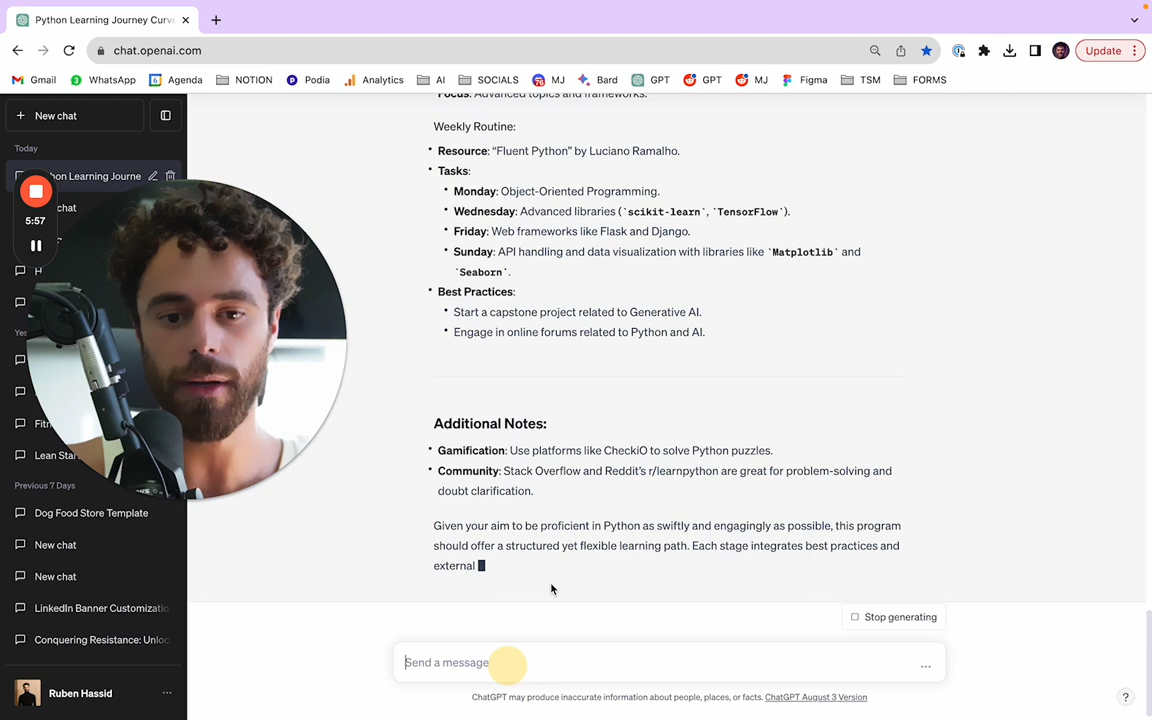 Python Learning Journey Curv
chat.openai.com
Update
Gmail WhatsApp Agenda NOTION Podia Analytics AI SOCIALS MJ Bard GPT GPT MJ Figma TSM FORMS
New chat
Today
on Learning Journe
5:57
chat
H
Yes
Fitn
Lean Star
Previous 7 Days
Dog Food Store Template
New chat
New chat
LinkedIn Banner Customizatio
Conquering Resistance: Unloc
Ruben Hassid
Focus: Advanced topics and frameworks.
Weekly Routine:
• Resource: “Fluent Python” by Luciano Ramalho.
• Tasks:
• Monday: Object-Oriented Programming.
• Wednesday: Advanced libraries (`scikit-learn`, `TensorFlow`).
• Friday: Web frameworks like Flask and Django.
• Sunday: API handling and data visualization with libraries like `Matplotlib` and
`Seaborn`.
• Best Practices:
• Start a capstone project related to Generative AI.
• Engage in online forums related to Python and AI.
Additional Notes:
• Gamification: Use platforms like CheckiO to solve Python puzzles.
• Community: Stack Overflow and Reddit’s r/learnpython are great for problem-solving and
doubt clarification.
Given your aim to be proficient in Python as swiftly and engagingly as possible, this program
should offer a structured yet flexible learning path. Each stage integrates best practices and
external
Stop generating
Send a message
ChatGPT may produce inaccurate information about people, places, or facts. ChatGPT August 3 Version
?